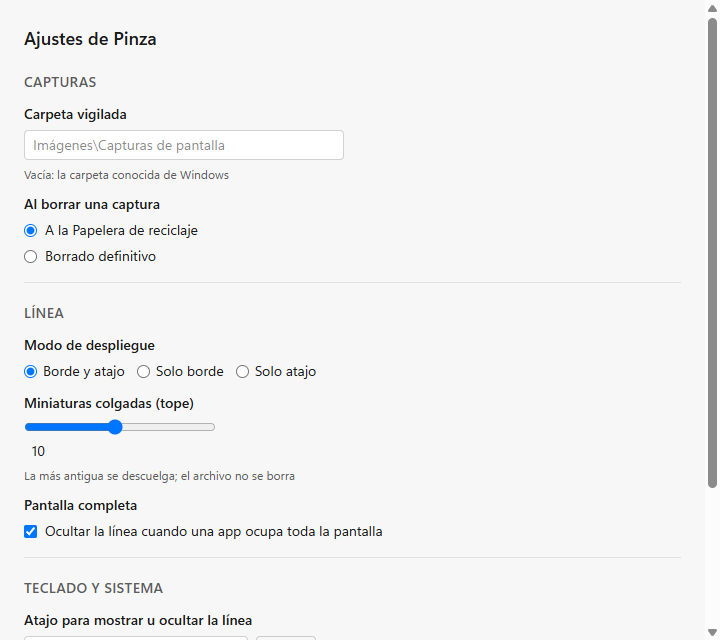 Ajustes de Pinza
CAPTURAS
Carpeta vigilada
Imágenes\Capturas de pantalla
Vacía: la carpeta conocida de Windows
Al borrar una captura
A la Papelera de reciclaje
Borrado definitivo
LÍNEA
Modo de despliegue
Borde y atajo Solo borde Solo atajo
Miniaturas colgadas (tope)
10
La más antigua se descuelga; el archivo no se borra
Pantalla completa
Ocultar la línea cuando una app ocupa toda la pantalla
TECLADO Y SISTEMA
Atajo para mostrar u ocultar la línea